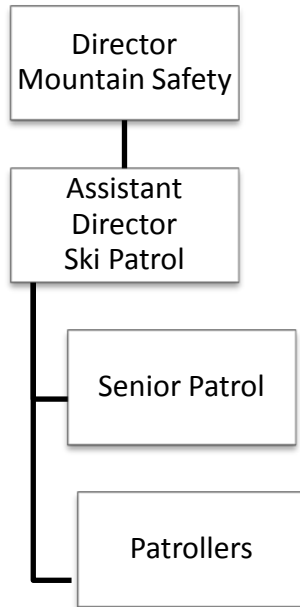 Director
Mountain Safety
Assistant
Director
Ski Patrol
Senior Patrol
Patrollers